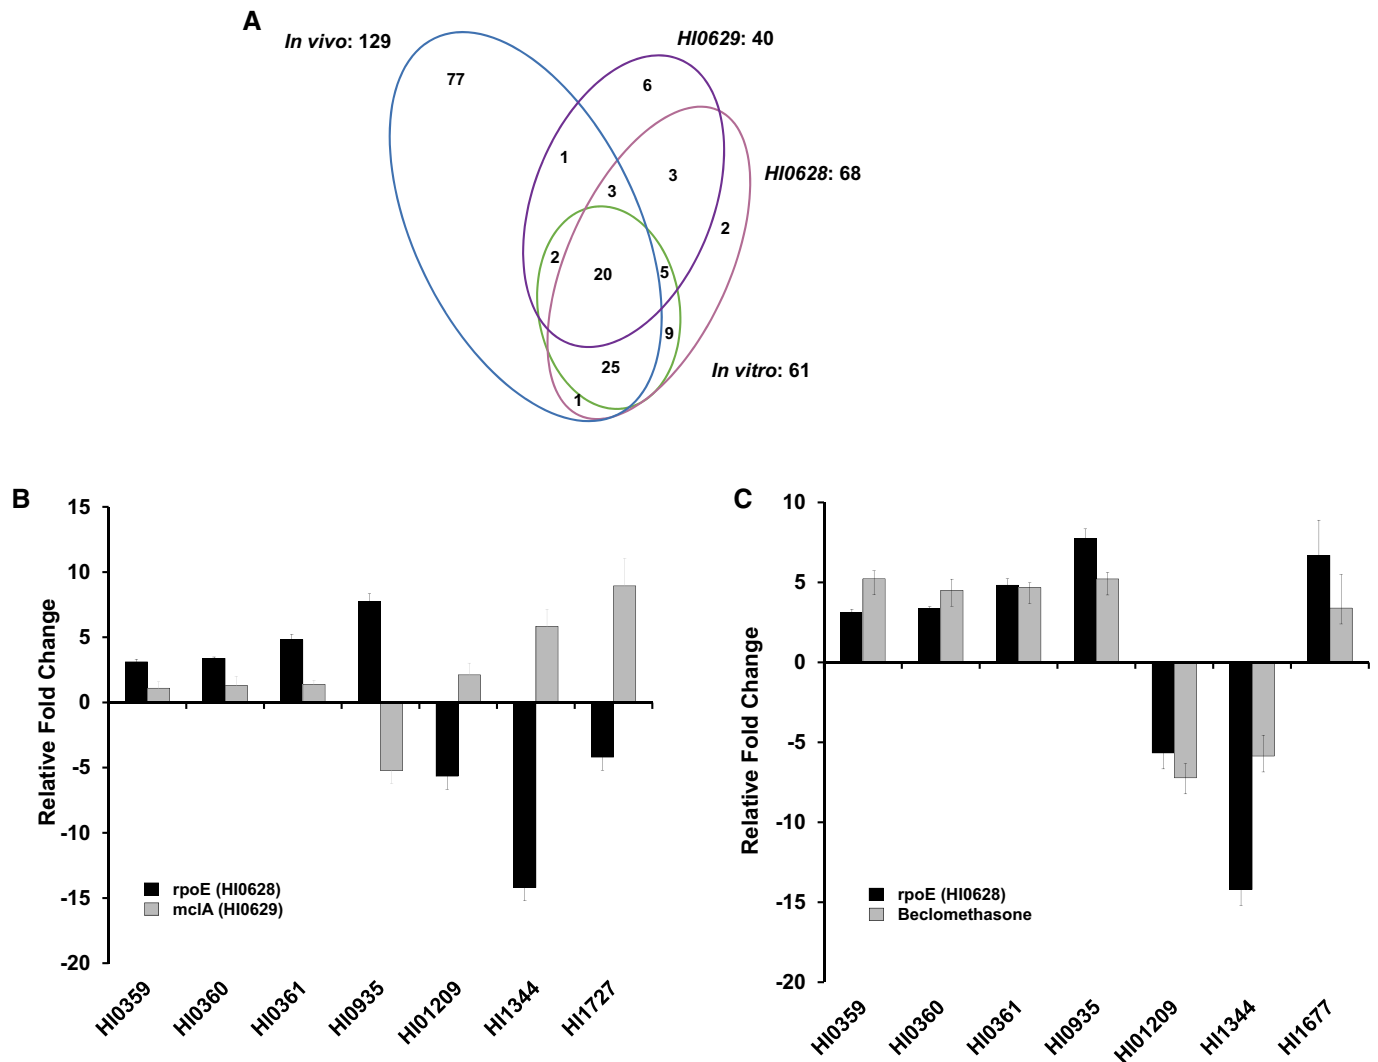 A
In vivo: 129
HI0629: 40
77
6
1
3
HI0628: 68
3
2
2
20
5
9
25
In vitro: 61
1
B
15
10
5
0
-5
-10
-15
-20
Relative Fold Change
rpoE (HI0628)
mclA (HI0629)
HI0359
HI0360
HI0361
HI0935
HI01209
HI1344
HI1727
C
10
5
0
-5
-10
-15
-20
Relative Fold Change
rpoE (HI0628)
Beclomethasone
HI0359
HI0360
HI0361
HI0935
HI01209
HI1344
HI1677